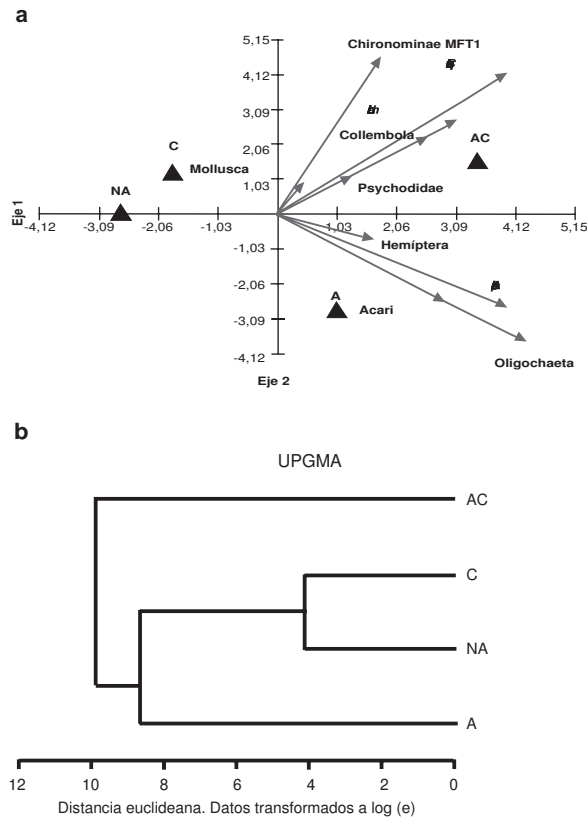 a
5,15
Chironominae MFT1
4,12
3,09
Collembola
2,06
C
AC
Mollusca
1,03
Psychodidae
NA
Eje 1
-4,12 -3,09 -2,06 -1,03 1,03 2,06 3,09 4,12 5,15
Hemíptera
-1,03
-2,06
A
Acari
-3,09
-4,12
Oligochaeta
Eje 2
b
UPGMA
AC
C
NA
A
12 10 8 6 4 2 0
Distancia euclideana. Datos transformados a log (e)